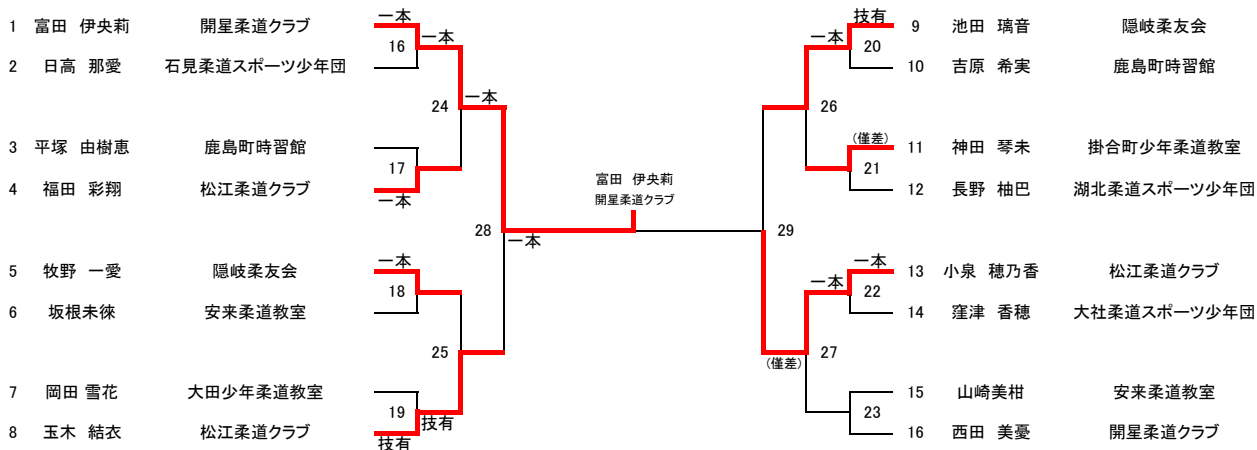 一本 技有
1 富田 伊央莉 開星柔道クラブ 一本 一本 9 池田 璃音 隠岐柔友会
16 20
2 日高 那愛 石見柔道スポーツ少年団 10 吉原 希実 鹿島町時習館
一本
24 26
(僅差)
3 平塚 由樹恵 鹿島町時習館 11 神田 琴未 掛合町少年柔道教室
17 21
4 福田 彩翔 松江柔道クラブ 12 長野 柚巴 湖北柔道スポーツ少年団
一本
富田 伊央莉
開星柔道クラブ
28 29
一本
一本 一本
5 牧野 一愛 隠岐柔友会 13 小泉 穂乃香 松江柔道クラブ
18 一本 22
6 坂根未徠 安来柔道教室 14 窪津 香穂 大社柔道スポーツ少年団
25 27
(僅差)
7 岡田 雪花 大田少年柔道教室 15 山崎美柑 安来柔道教室
19 23
技有
8 玉木 結衣 松江柔道クラブ 16 西田 美憂 開星柔道クラブ
技有